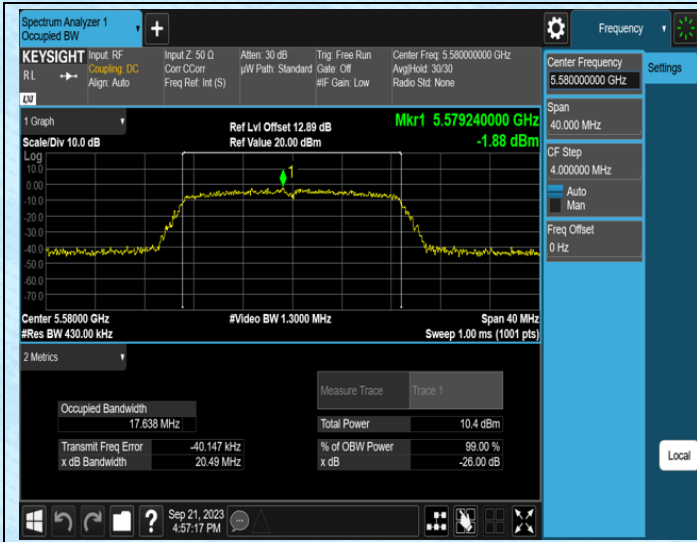 Spectrum Analyzer 1
Occupied BW
Frequency
KEYSIGHT
Input: RF
Coupling: DC
Align: Auto
Input Z: 50 Ω
Corr CCorr
Freq Ref: Int (S)
Atten: 30 dB
µW Path: Standard
Trig: Free Run
Gate: Off
#IF Gain: Low
Center Freq: 5.580000000 GHz
Avg|Hold: 30/30
Radio Std: None
RL
LXI
Center Frequency
5.580000000 GHz
Settings
Span
40.000 MHz
CF Step
4.000000 MHz
Auto
Man
Freq Offset
0 Hz
Local
1 Graph
Scale/Div 10.0 dB
Ref Lvl Offset 12.89 dB
Ref Value 20.00 dBm
Mkr1 5.579240000 GHz
-1.88 dBm
Log
10.0
0.00
-10.0
-20.0
-30.0
-40.0
-50.0
-60.0
-70.0
1
Center 5.58000 GHz
#Res BW 430.00 kHz
#Video BW 1.3000 MHz
Span 40 MHz
Sweep 1.00 ms (1001 pts)
2 Metrics
Measure Trace
Trace 1
Occupied Bandwidth
17.638 MHz
Total Power
10.4 dBm
Transmit Freq Error
-40.147 kHz
% of OBW Power
99.00 %
x dB Bandwidth
20.49 MHz
x dB
-26.00 dB
?
Sep 21, 2023
4:57:17 PM